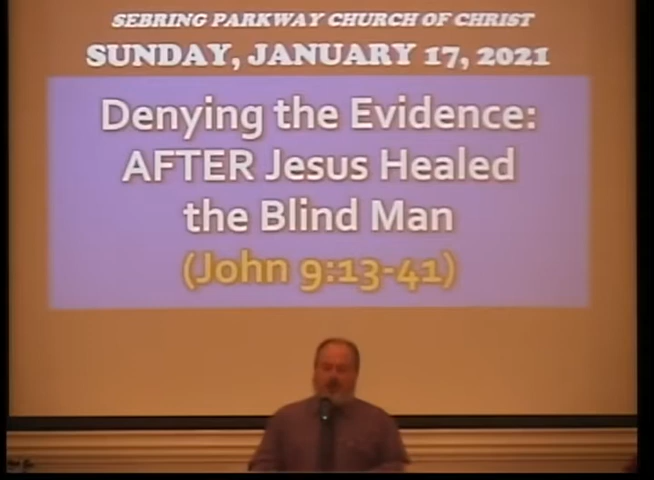 SEBRING PARKWAY CHURCH OF CHRIST
SUNDAY, JANUARY 17, 2021
Denying the Evidence:
AFTER Jesus Healed
the Blind Man
(John 9:13-41)